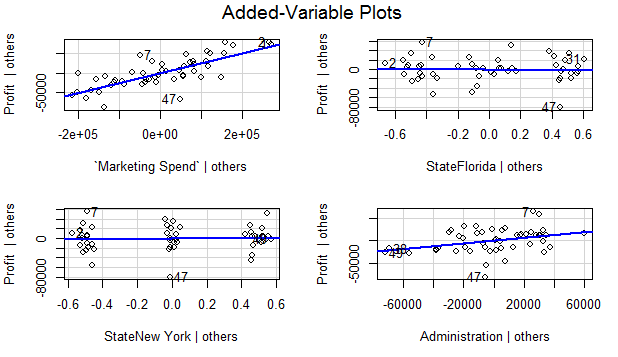 Added-Variable Plots
Profit | others
-50000
7
2
47
-2e+05 0e+00 1e+05 2e+05
`Marketing Spend` | others
Profit | others
-80000 0
7
2
31
47
-0.6 -0.2 0.0 0.2 0.4 0.6
StateFlorida | others
Profit | others
-80000 0
7
47
-0.6 -0.4 -0.2 0.0 0.2 0.4 0.6
StateNew York | others
Profit | others
-50000
7
47
-60000 -20000 20000 60000
Administration | others